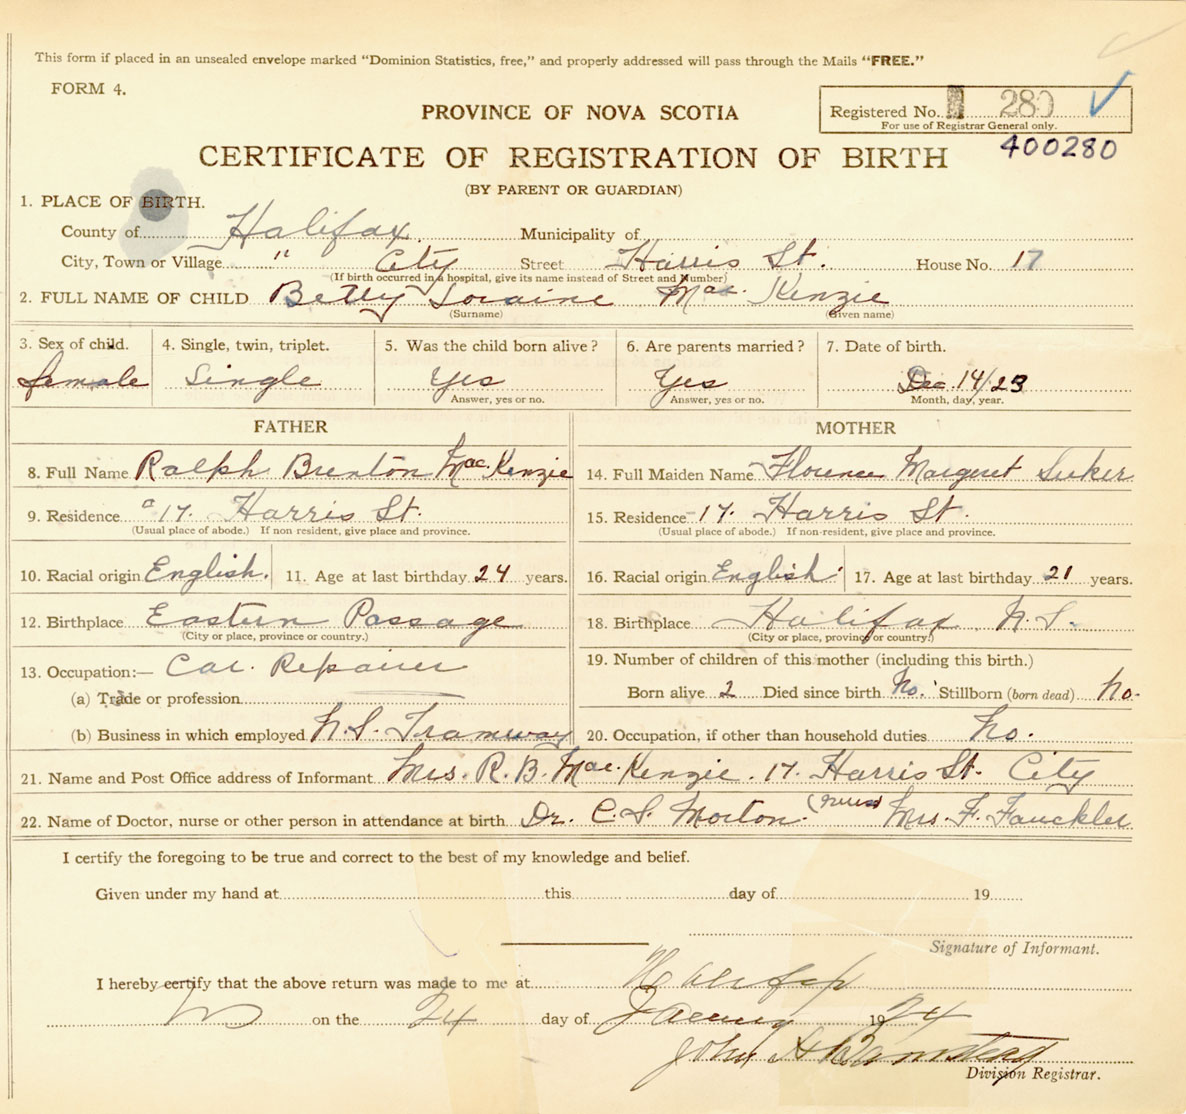 This form if placed in an unsealed envelope marked "Dominion Statistics, free," and properly addressed will pass through the Mails "FREE."
FORM 4.
PROVINCE OF NOVA SCOTIA
Registered No. 280
For use of Registrar General only.
400280
CERTIFICATE OF REGISTRATION OF BIRTH
(BY PARENT OR GUARDIAN)
1. PLACE OF BIRTH.
County of Halifax Municipality of
City, Town or Village " City Street Harris St. House No. 17
(If birth occurred in a hospital, give its name instead of Street and Number)
2. FULL NAME OF CHILD Betty Loraine Mac. Kenzie
(Surname) (Given name)
3. Sex of child. 4. Single, twin, triplet. 5. Was the child born alive? 6. Are parents married? 7. Date of birth.
female Single Yes Yes Dec 14/23
Answer, yes or no. Answer, yes or no. Month, day, year.
FATHER MOTHER
8. Full Name Ralph Brenton Mac. Kenzie 14. Full Maiden Name Florence Margeret
9. Residence 17. Harris St. 15. Residence 17. Harris St.
(Usual place of abode.) If non resident, give place and province. (Usual place of abode.) If non-resident, give place and province.
10. Racial origin English. 11. Age at last birthday 24 years. 16. Racial origin English 17. Age at last birthday 21 years.
12. Birthplace Eastern Passage 18. Birthplace Halifax N.S.
(City or place, province or country.) (City or place, province or country.)
13. Occupation:— Car. Repairer 19. Number of children of this mother (including this birth.)
(a) Trade or profession Born alive 2 Died since birth No. Stillborn (born dead) No.
(b) Business in which employed N.S. Tramway 20. Occupation, if other than household duties No.
21. Name and Post Office address of Informant Mrs. R. B. Mac. Kenzie. 17. Harris St. City
22. Name of Doctor, nurse or other person in attendance at birth Dr. C. S. Morton. (nurse) Mrs. F. Fauckler
I certify the foregoing to be true and correct to the best of my knowledge and belief.
Given under my hand at this day of 19
Signature of Informant.
I hereby certify that the above return was made to me at Halifax
on the 24 day of January 1924
John A
Division Registrar.